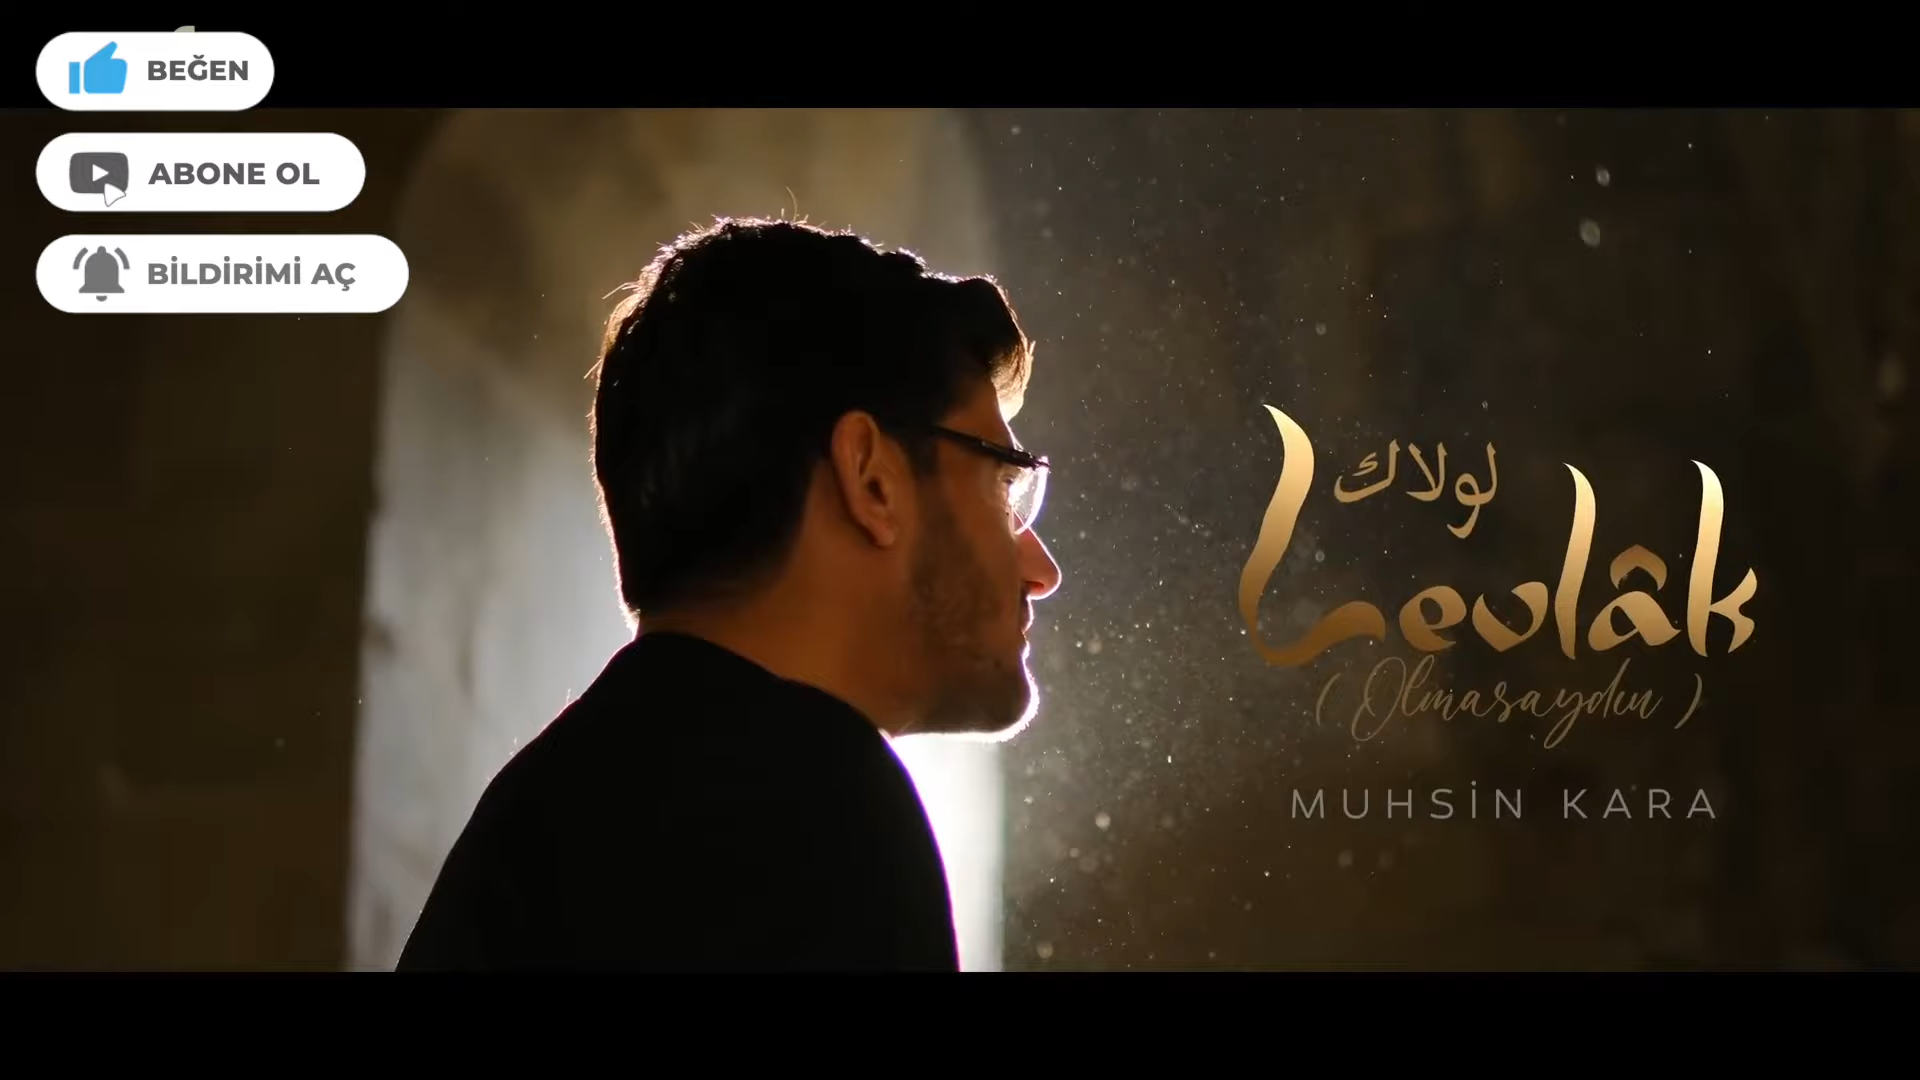 BEĞEN
ABONE OL
BİLDİRİMİ AÇ
لولاك
Levlâk
(Olmasaydın)
MUHSİN KARA